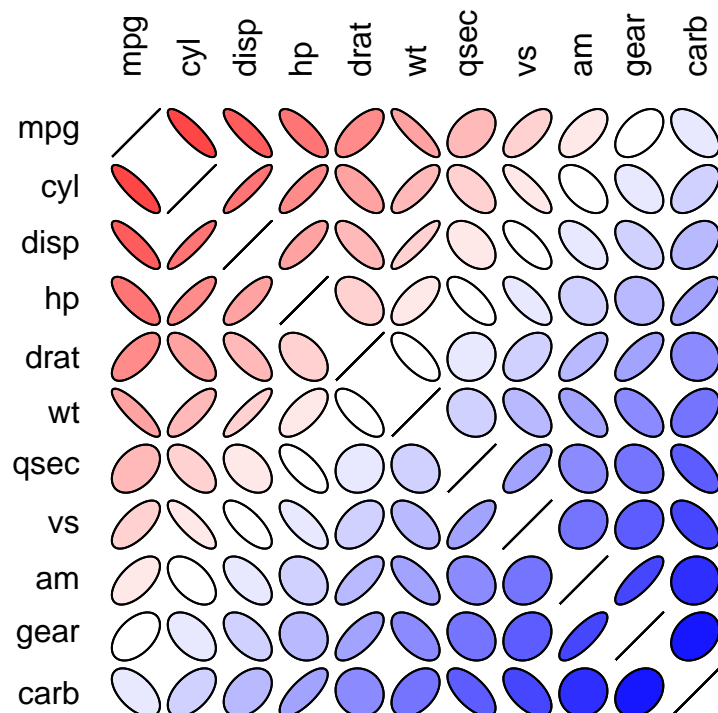 mpg cyl disp hp drat wt qsec vs am gear carb
mpg
cyl
disp
hp
drat
wt
qsec
vs
am
gear
carb